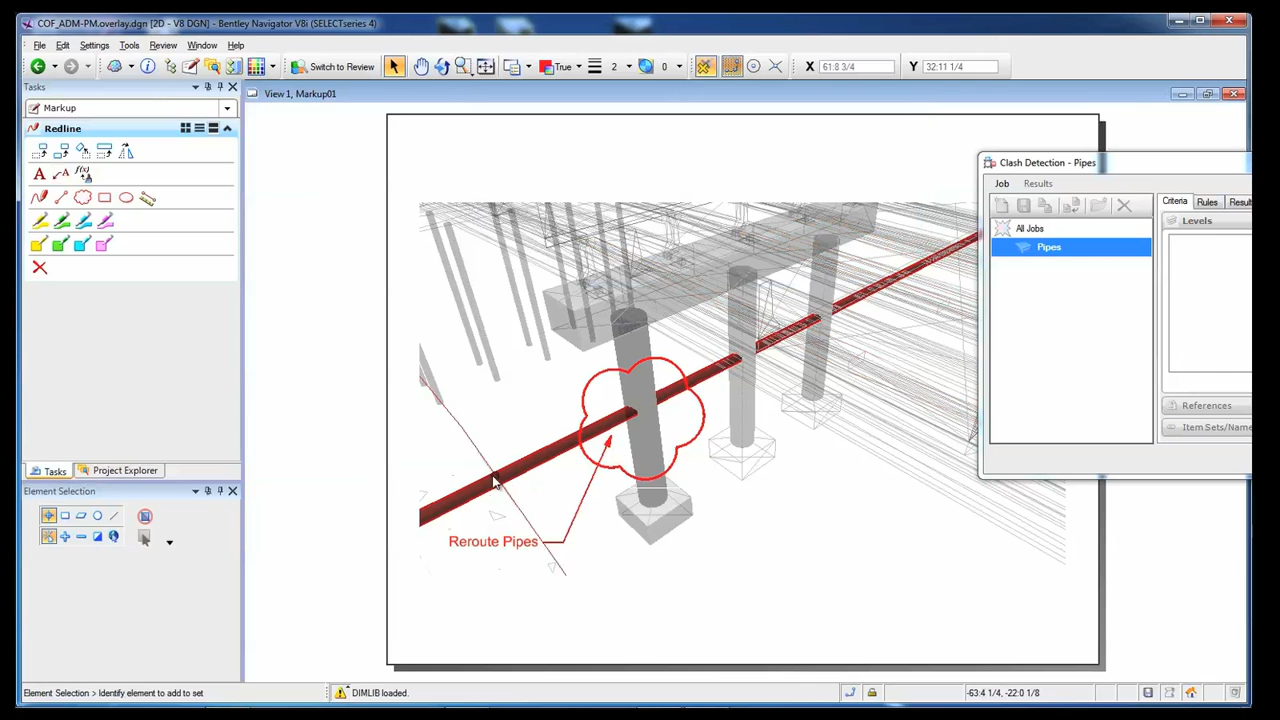 COF_ADM-PM.overlay.dgn [2D - V8 DGN] - Bentley Navigator V8i (SELECTseries 4)
File Edit Settings Tools Review Window Help
Switch to Review True 2 0 X 61:8 3/4 Y 32:11 1/4
Tasks
View 1, Markup01
Markup
Redline
Clash Detection - Pipes
Job Results
Criteria Rules Resul
All Jobs
Levels
Pipes
References
Item Sets/Name
Reroute Pipes
Tasks Project Explorer
Element Selection
Element Selection > Identify element to add to set DIMLIB loaded. -63:4 1/4, -22:0 1/8